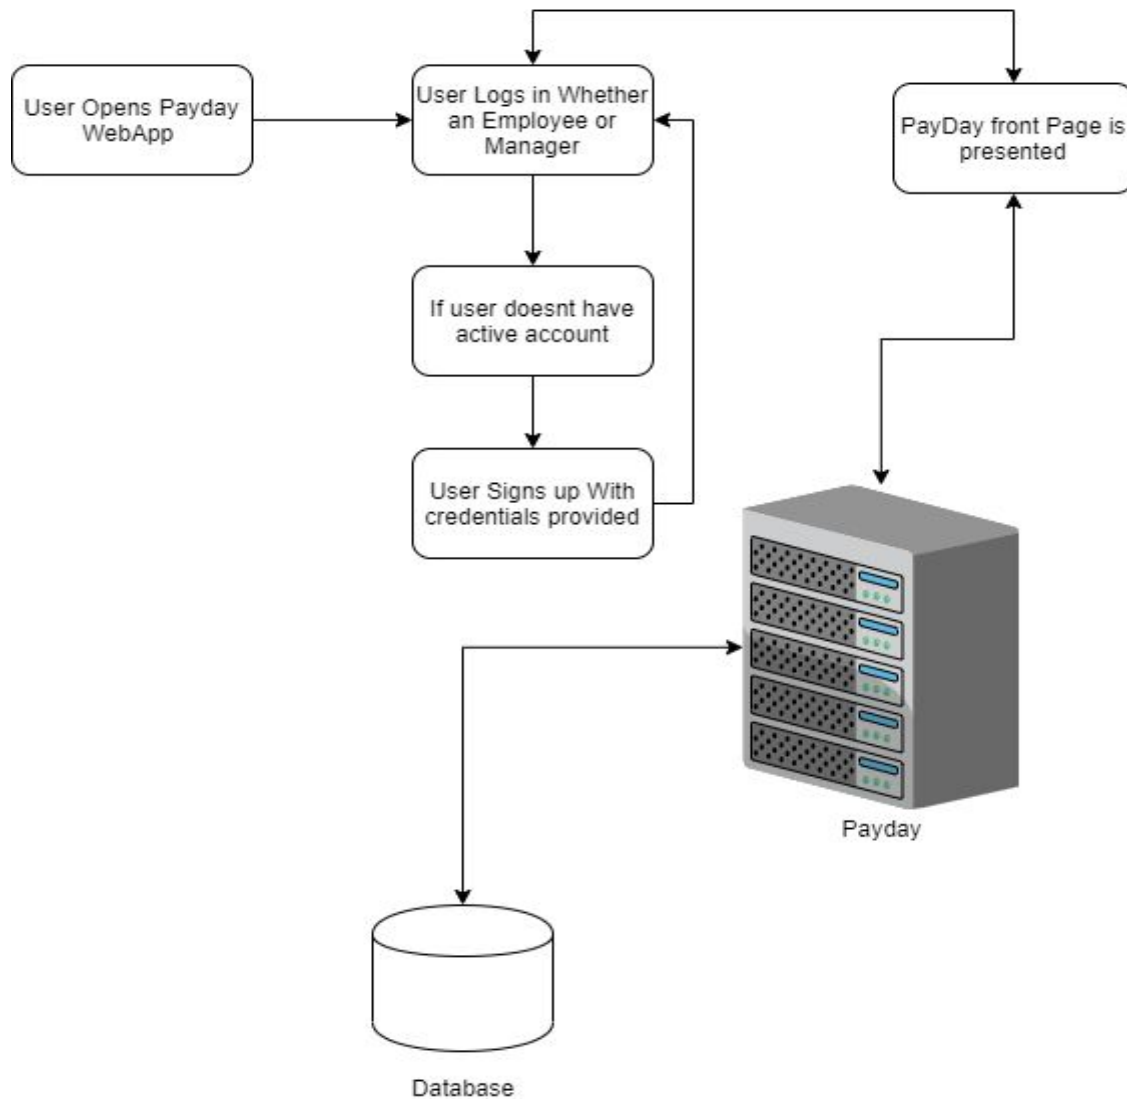 User Opens Payday
WebApp
User Logs in Whether
an Employee or
Manager
PayDay front Page is
presented
If user doesnt have
active account
User Signs up With
credentials provided
Payday
Database